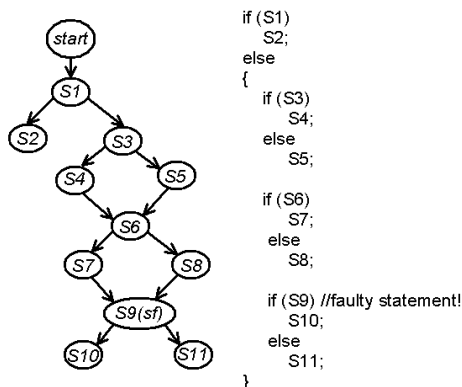 start
S1
S2
S3
S4
S5
S6
S7
S8
S9(sf)
S10
S11
if (S1)
S2;
else
{
if (S3)
S4;
else
S5;
if (S6)
S7;
else
S8;
if (S9) //faulty statement!
S10;
else
S11;
}